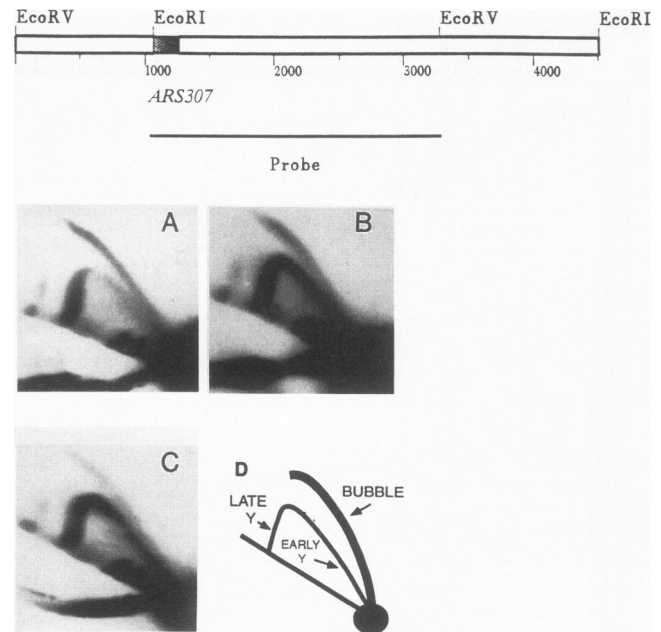 EcoRV EcoRI EcoRV EcoRI
1000 2000 3000 4000
ARS307
Probe
A B
C D
BUBBLE
LATE
Y
EARLY
Y